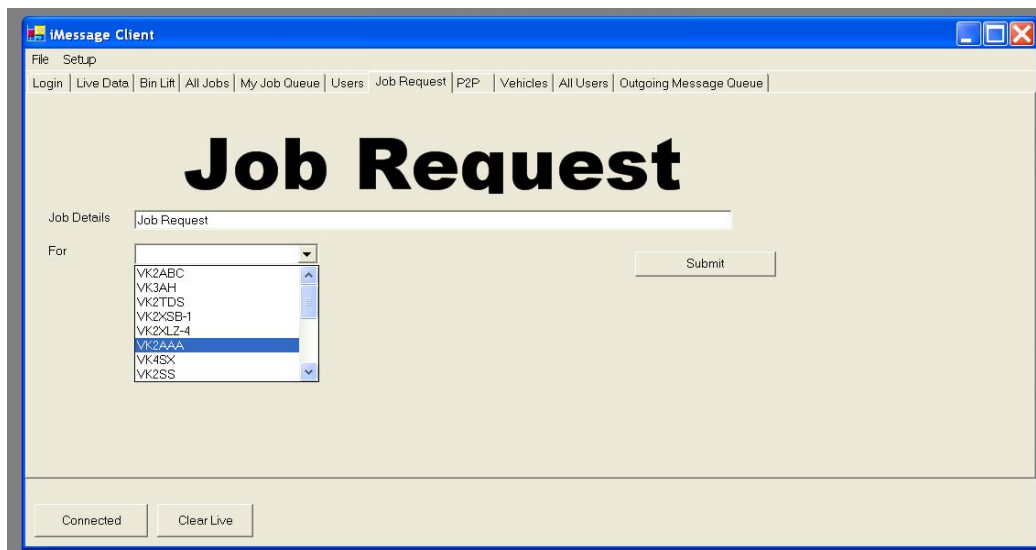 iMessage Client
File Setup
Login Live Data Bin Lift All Jobs My Job Queue Users Job Request P2P Vehicles All Users Outgoing Message Queue
Job Request
Job Details Job Request
For
Submit
VK2ABC
VK3AH
VK2TDS
VK2XSB-1
VK2XLZ-4
VK2AAA
VK4SX
VK2SS
Connected Clear Live